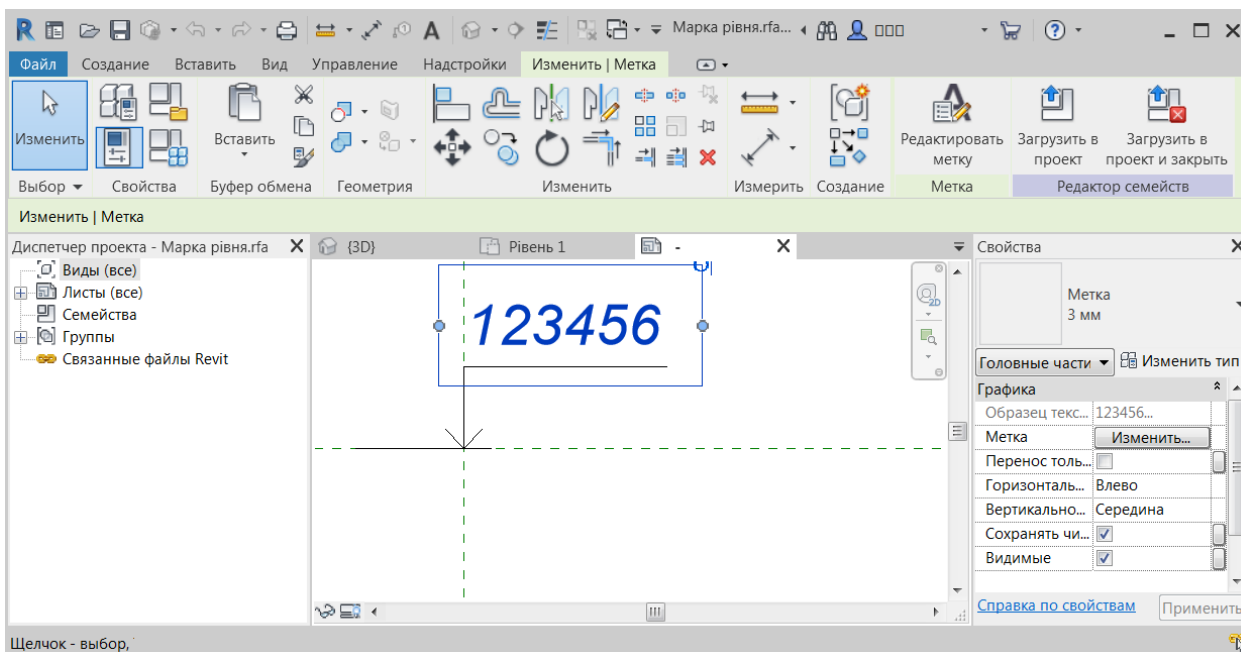 Марка рівня.rfa...
Файл Создание Вставить Вид Управление Надстройки Изменить | Метка
Изменить Вставить Редактировать метку Загрузить в проект Загрузить в проект и закрыть
Выбор Свойства Буфер обмена Геометрия Изменить Измерить Создание Метка Редактор семейств
Изменить | Метка
Диспетчер проекта - Марка рівня.rfa {3D} Рівень 1 - Свойства
Виды (все)
Листы (все)
Семейства
Группы
Связанные файлы Revit
123456
2D
Метка
3 мм
Головные части Изменить тип
Графика
Образец текс... 123456...
Метка Изменить...
Перенос толь...
Горизонталь... Влево
Вертикально... Середина
Сохранять чи...
Видимые
Справка по свойствам Применить
Щелчок - выбор,